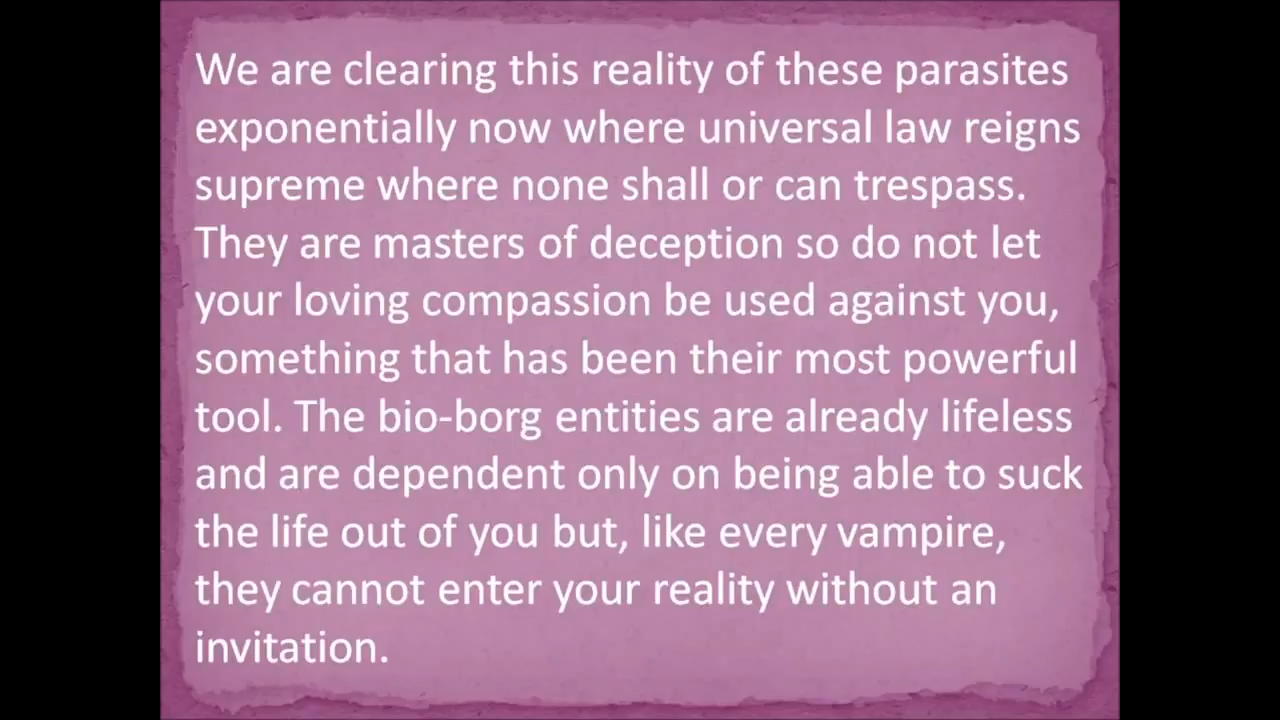 We are clearing this reality of these parasites
exponentially now where universal law reigns
supreme where none shall or can trespass.
They are masters of deception so do not let
your loving compassion be used against you,
something that has been their most powerful
tool. The bio-borg entities are already lifeless
and are dependent only on being able to suck
the life out of you but, like every vampire,
they cannot enter your reality without an
invitation.